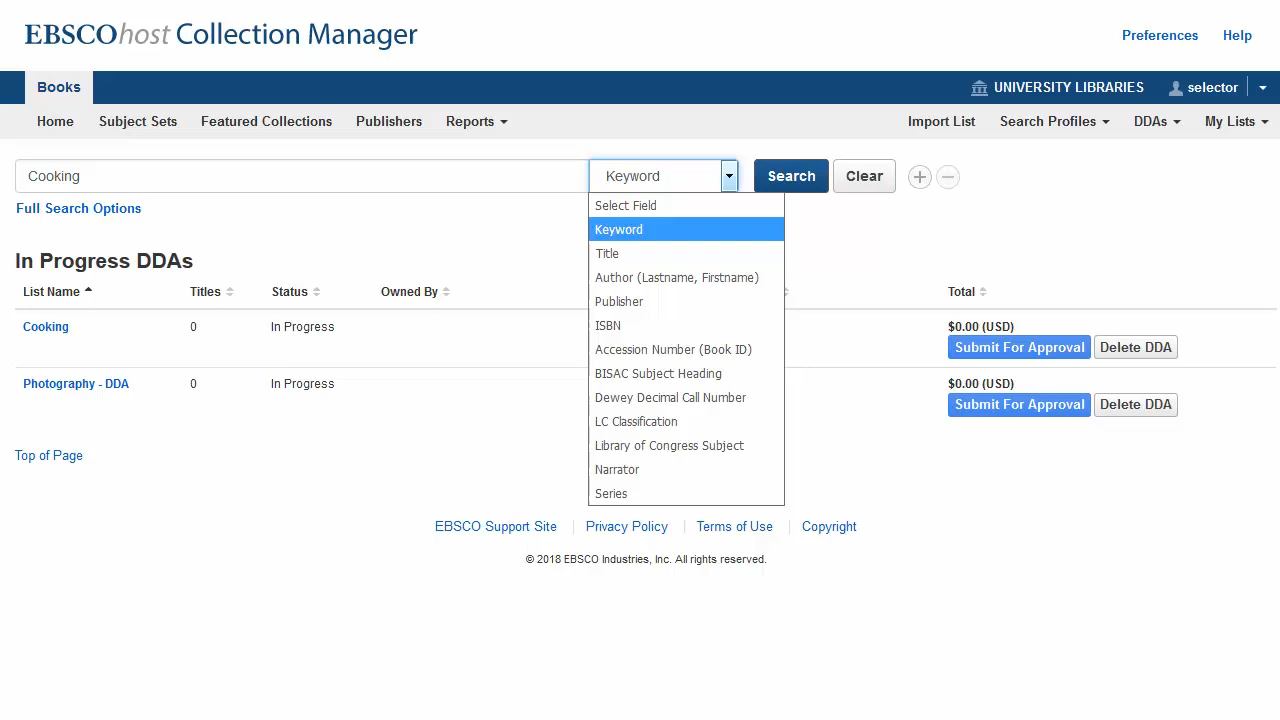 EBSCOhost Collection Manager
Preferences Help
Books UNIVERSITY LIBRARIES selector
Home Subject Sets Featured Collections Publishers Reports Import List Search Profiles DDAs My Lists
Cooking Keyword Search Clear
Full Search Options
Select Field
Keyword
Title
Author (Lastname, Firstname)
Publisher
ISBN
Accession Number (Book ID)
BISAC Subject Heading
Dewey Decimal Call Number
LC Classification
Library of Congress Subject
Narrator
Series
In Progress DDAs
List Name Titles Status Owned By Total
Cooking 0 In Progress $0.00 (USD)
Submit For Approval Delete DDA
Photography - DDA 0 In Progress $0.00 (USD)
Submit For Approval Delete DDA
Top of Page
EBSCO Support Site Privacy Policy Terms of Use Copyright
© 2018 EBSCO Industries, Inc. All rights reserved.